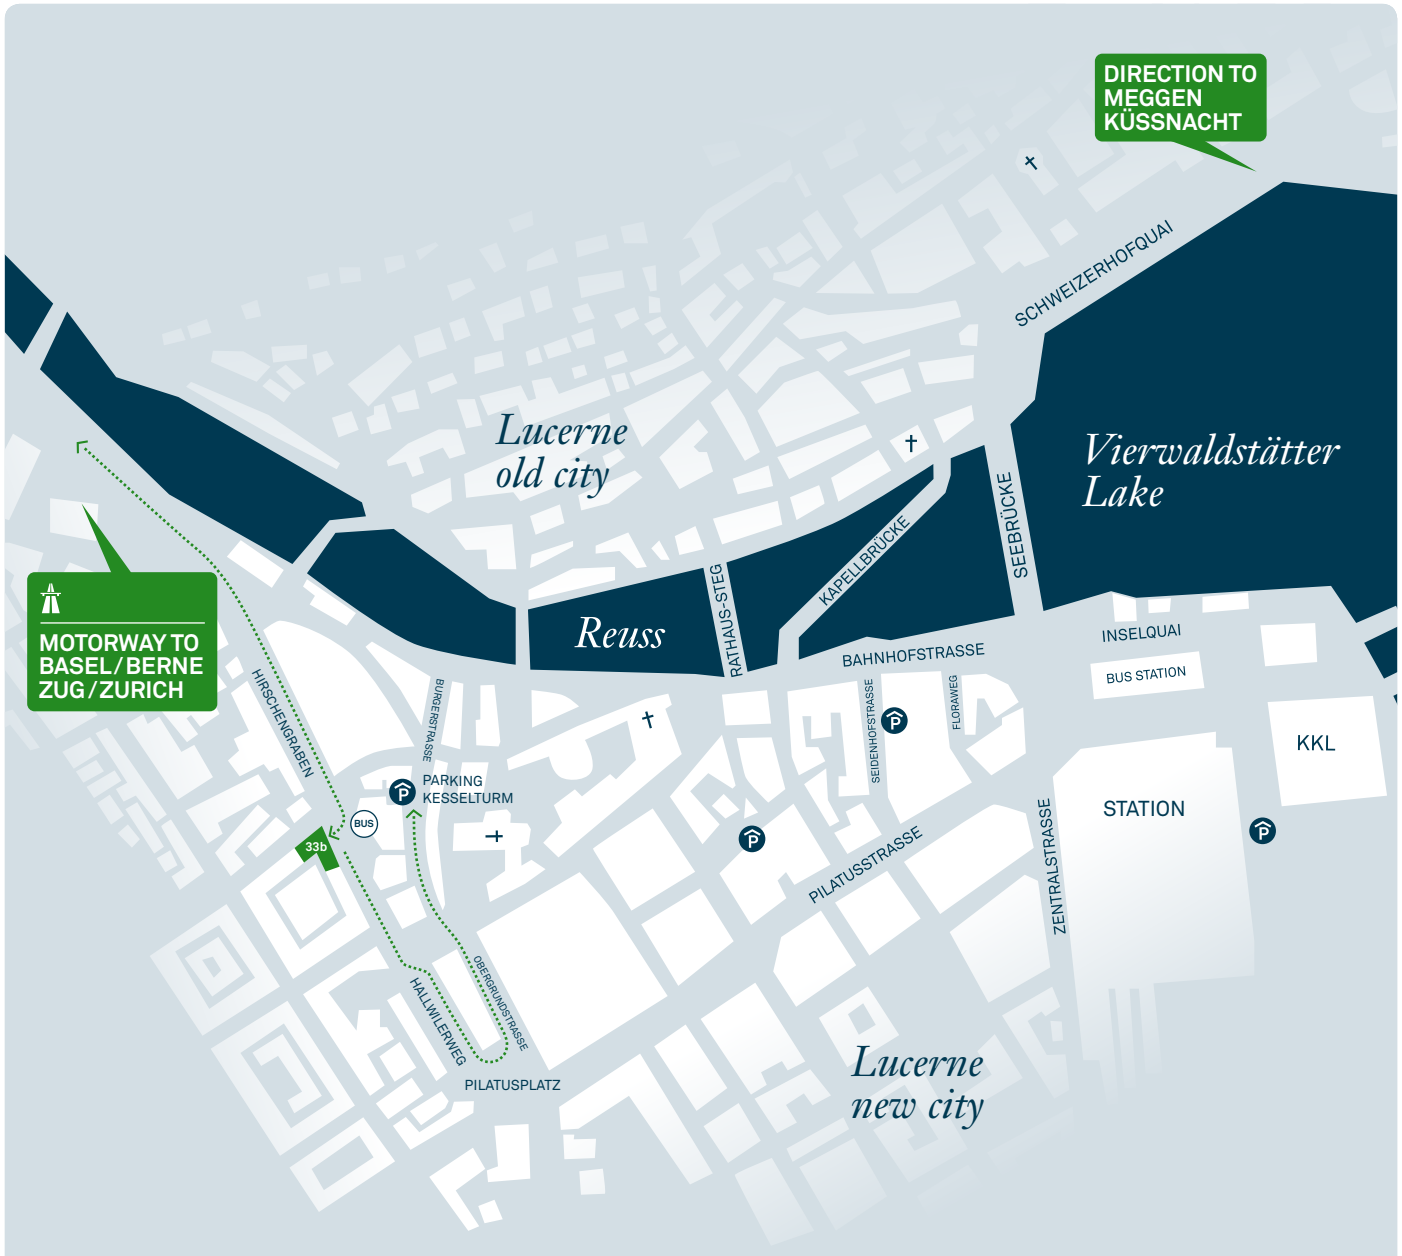 DIRECTION TO
MEGGEN
KÜSSNACHT
SCHWEIZERHOFQUAI
Lucerne
old city
Vierwaldstätter
Lake
SEEBRÜCKE
KAPELLBRÜCKE
RATHAUS-STEG
Reuss
MOTORWAY TO
BASEL/BERNE
ZUG/ZURICH
INSELQUAI
BAHNHOFSTRASSE
BUS STATION
HIRSCHENGRABEN
BURGERSTRASSE
SEIDENHOFSTRASSE
FLORAWEG
P
KKL
PARKING
KESSELTURM
P
BUS
STATION
P
P
33b
PILATUSSTRASSE
ZENTRALSTRASSE
OBERGRUNDSTRASSE
HALLWILERWEG
PILATUSPLATZ
Lucerne
new city